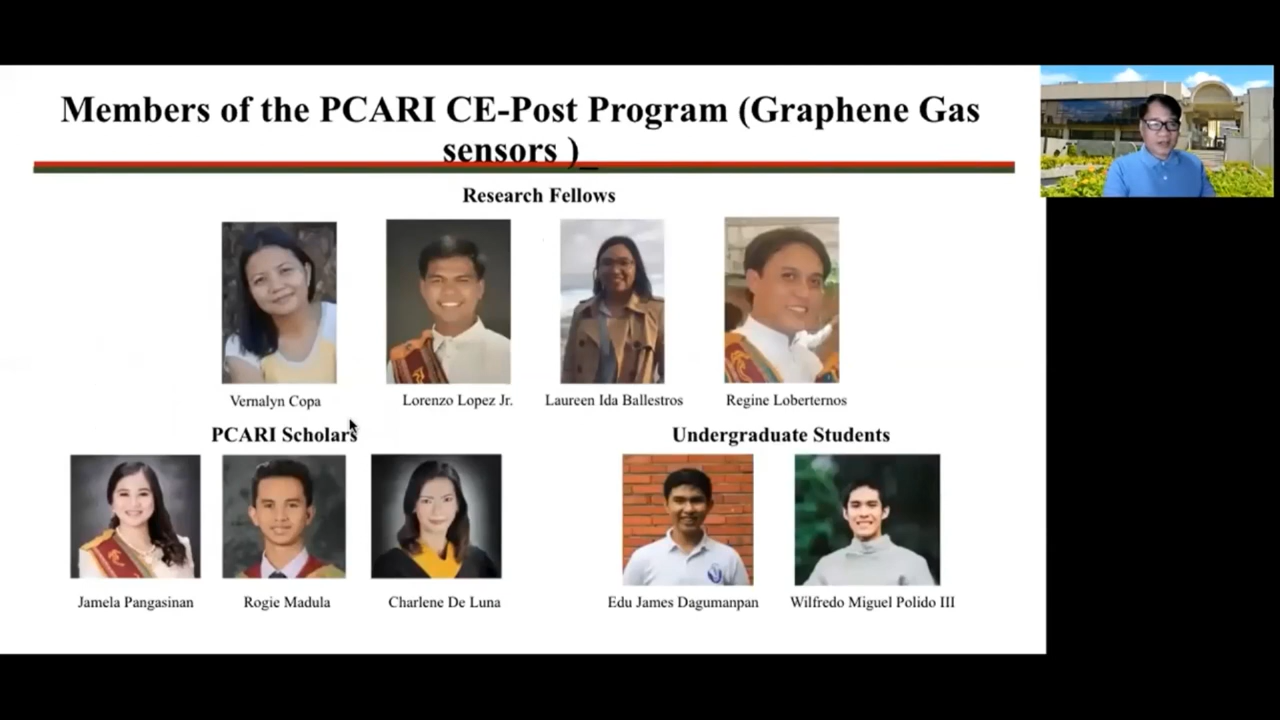 Members of the PCARI CE-Post Program (Graphene Gas
sensors )_
Research Fellows
Vernalyn Copa
Lorenzo Lopez Jr.
Laureen Ida Ballestros
Regine Loberternos
PCARI Scholars
Undergraduate Students
Jamela Pangasinan
Rogie Madula
Charlene De Luna
Edu James Dagumanpan
Wilfredo Miguel Polido III